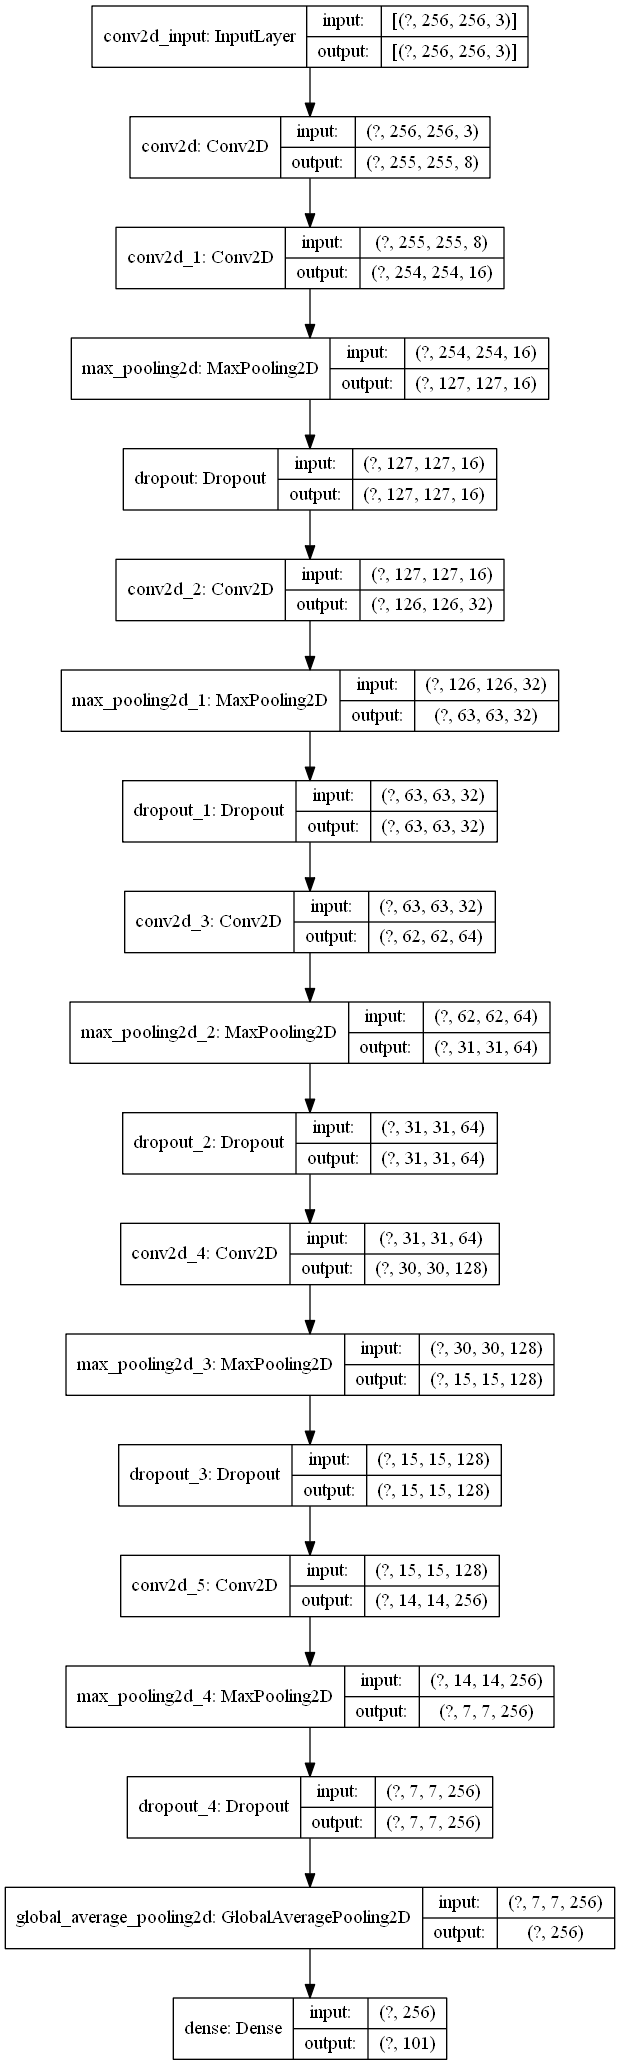 conv2d_input: InputLayer
input: [(?, 256, 256, 3)]
output: [(?, 256, 256, 3)]
conv2d: Conv2D
input: (?, 256, 256, 3)
output: (?, 255, 255, 8)
conv2d_1: Conv2D
input: (?, 255, 255, 8)
output: (?, 254, 254, 16)
max_pooling2d: MaxPooling2D
input: (?, 254, 254, 16)
output: (?, 127, 127, 16)
dropout: Dropout
input: (?, 127, 127, 16)
output: (?, 127, 127, 16)
conv2d_2: Conv2D
input: (?, 127, 127, 16)
output: (?, 126, 126, 32)
max_pooling2d_1: MaxPooling2D
input: (?, 126, 126, 32)
output: (?, 63, 63, 32)
dropout_1: Dropout
input: (?, 63, 63, 32)
output: (?, 63, 63, 32)
conv2d_3: Conv2D
input: (?, 63, 63, 32)
output: (?, 62, 62, 64)
max_pooling2d_2: MaxPooling2D
input: (?, 62, 62, 64)
output: (?, 31, 31, 64)
dropout_2: Dropout
input: (?, 31, 31, 64)
output: (?, 31, 31, 64)
conv2d_4: Conv2D
input: (?, 31, 31, 64)
output: (?, 30, 30, 128)
max_pooling2d_3: MaxPooling2D
input: (?, 30, 30, 128)
output: (?, 15, 15, 128)
dropout_3: Dropout
input: (?, 15, 15, 128)
output: (?, 15, 15, 128)
conv2d_5: Conv2D
input: (?, 15, 15, 128)
output: (?, 14, 14, 256)
max_pooling2d_4: MaxPooling2D
input: (?, 14, 14, 256)
output: (?, 7, 7, 256)
dropout_4: Dropout
input: (?, 7, 7, 256)
output: (?, 7, 7, 256)
global_average_pooling2d: GlobalAveragePooling2D
input: (?, 7, 7, 256)
output: (?, 256)
dense: Dense
input: (?, 256)
output: (?, 101)